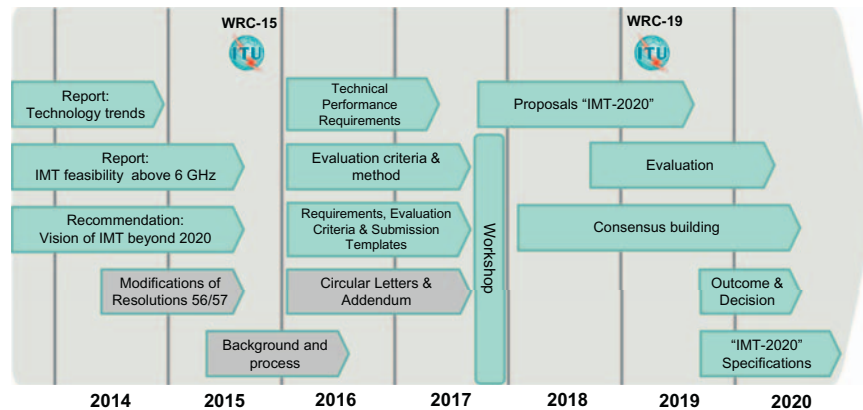 WRC-15
WRC-19
ITU
ITU
Report:
Technology trends
Technical
Performance
Requirements
Proposals “IMT-2020”
Report:
IMT feasibility above 6 GHz
Evaluation criteria &
method
Evaluation
Recommendation:
Vision of IMT beyond 2020
Requirements, Evaluation
Criteria & Submission
Templates
Workshop
Consensus building
Modifications of
Resolutions 56/57
Circular Letters &
Addendum
Outcome &
Decision
Background and
process
“IMT-2020”
Specifications
2014
2015
2016
2017
2018
2019
2020